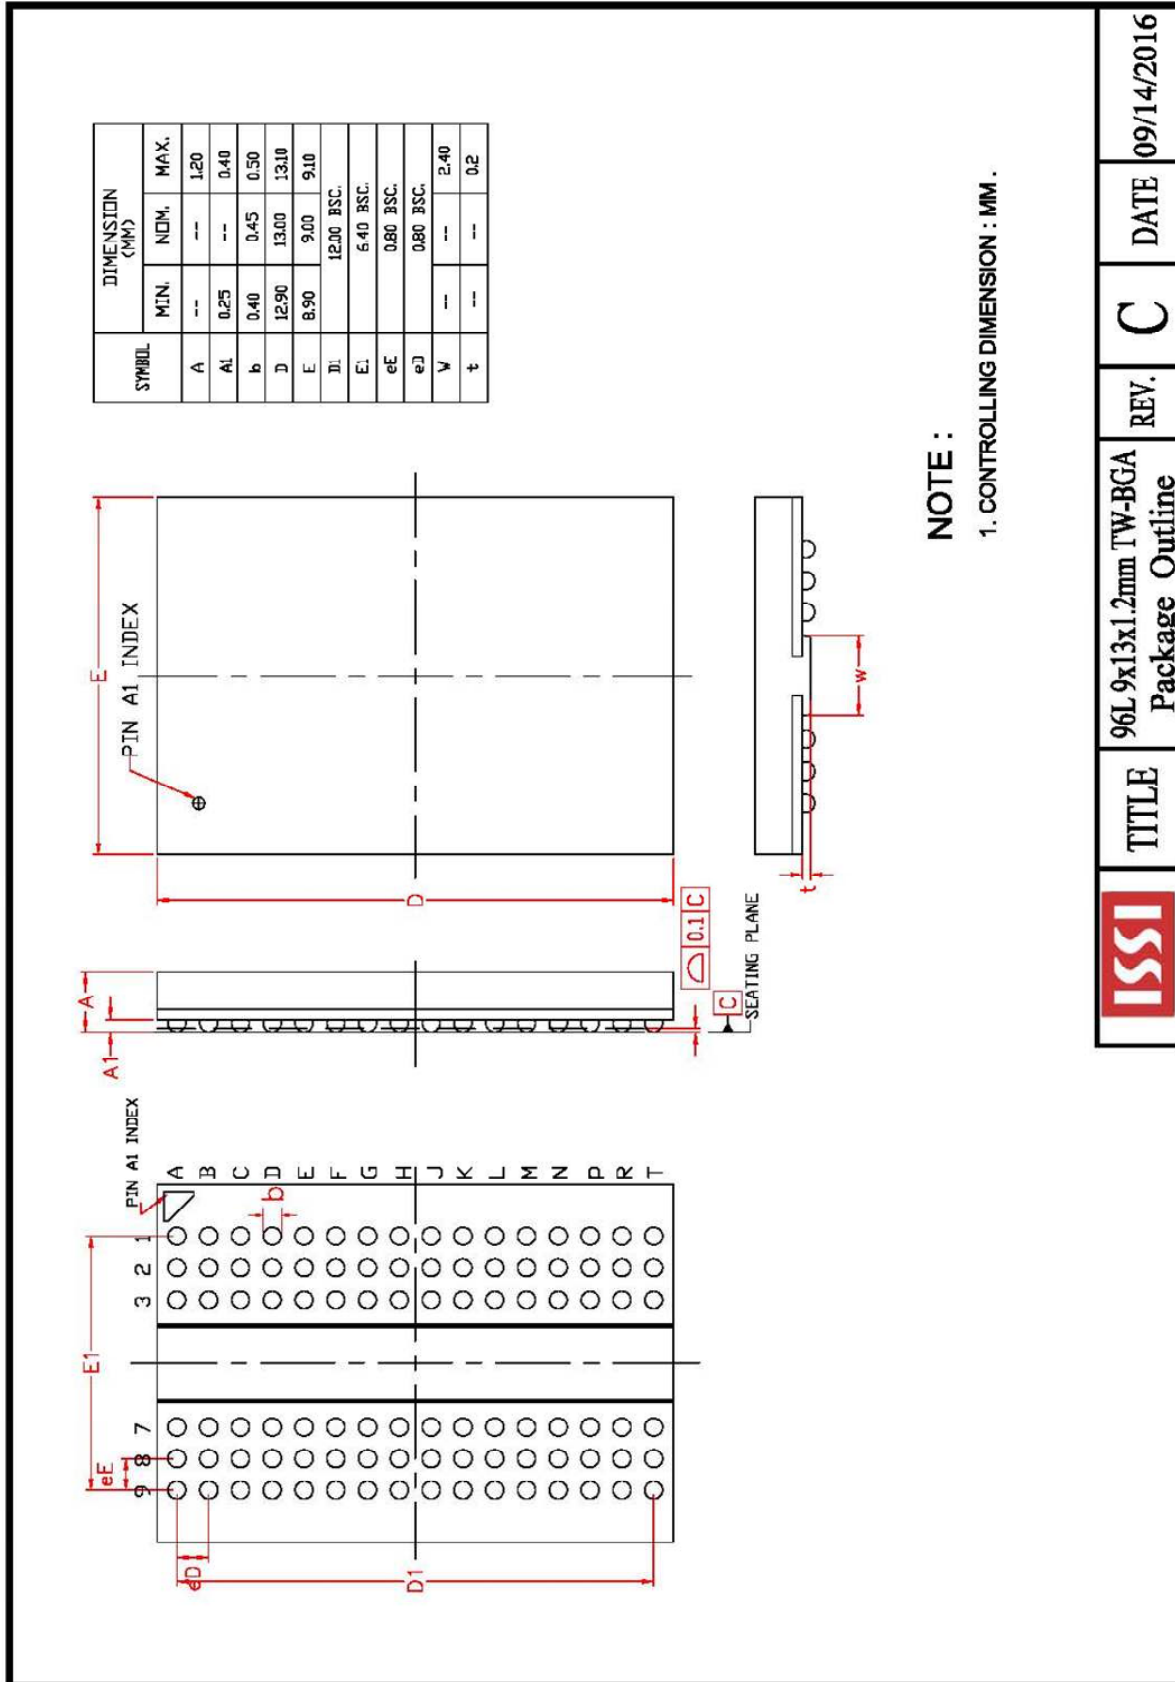 SYMBOL DIMENSION
(MM)
MIN. NOM. MAX.
A -- -- 1.20
A1 0.25 -- 0.40
b 0.40 0.45 0.50
D 12.90 13.00 13.10
E 8.90 9.00 9.10
D1 12.00 BSC.
E1 6.40 BSC.
eE 0.80 BSC.
eD 0.80 BSC.
W -- -- 2.40
t -- -- 0.2
E
PIN A1 INDEX
D
A
A1
0.1 C
C
SEATING PLANE
t
w
PIN A1 INDEX
E1
eE
9 8 7 3 2 1
A
B
C
D
E
F
G
H
J
K
L
M
N
P
R
T
b
eD
D1
NOTE :
1. CONTROLLING DIMENSION : MM .
ISSI
TITLE
96L 9x13x1.2mm TW-BGA
Package Outline
REV.
C
DATE
09/14/2016